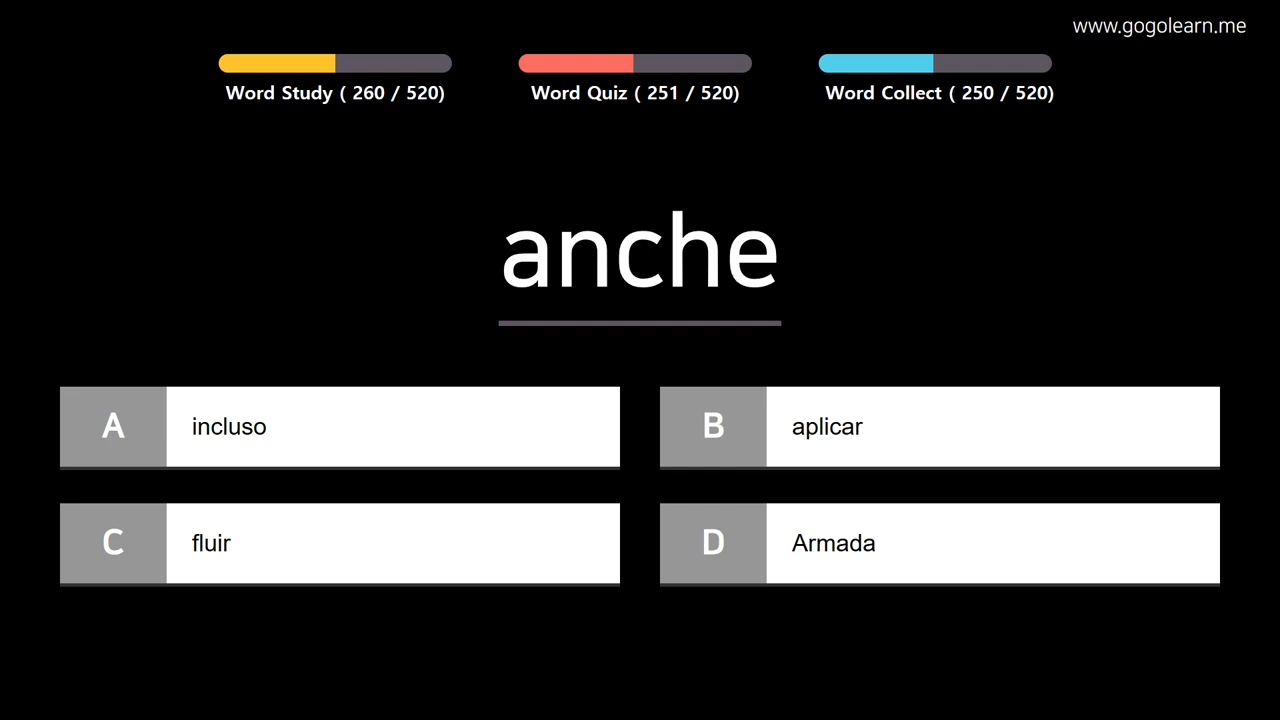 www.gogolearn.me
Word Study ( 260 / 520)
Word Quiz ( 251 / 520)
Word Collect ( 250 / 520)
anche
A incluso
B aplicar
C fluir
D Armada